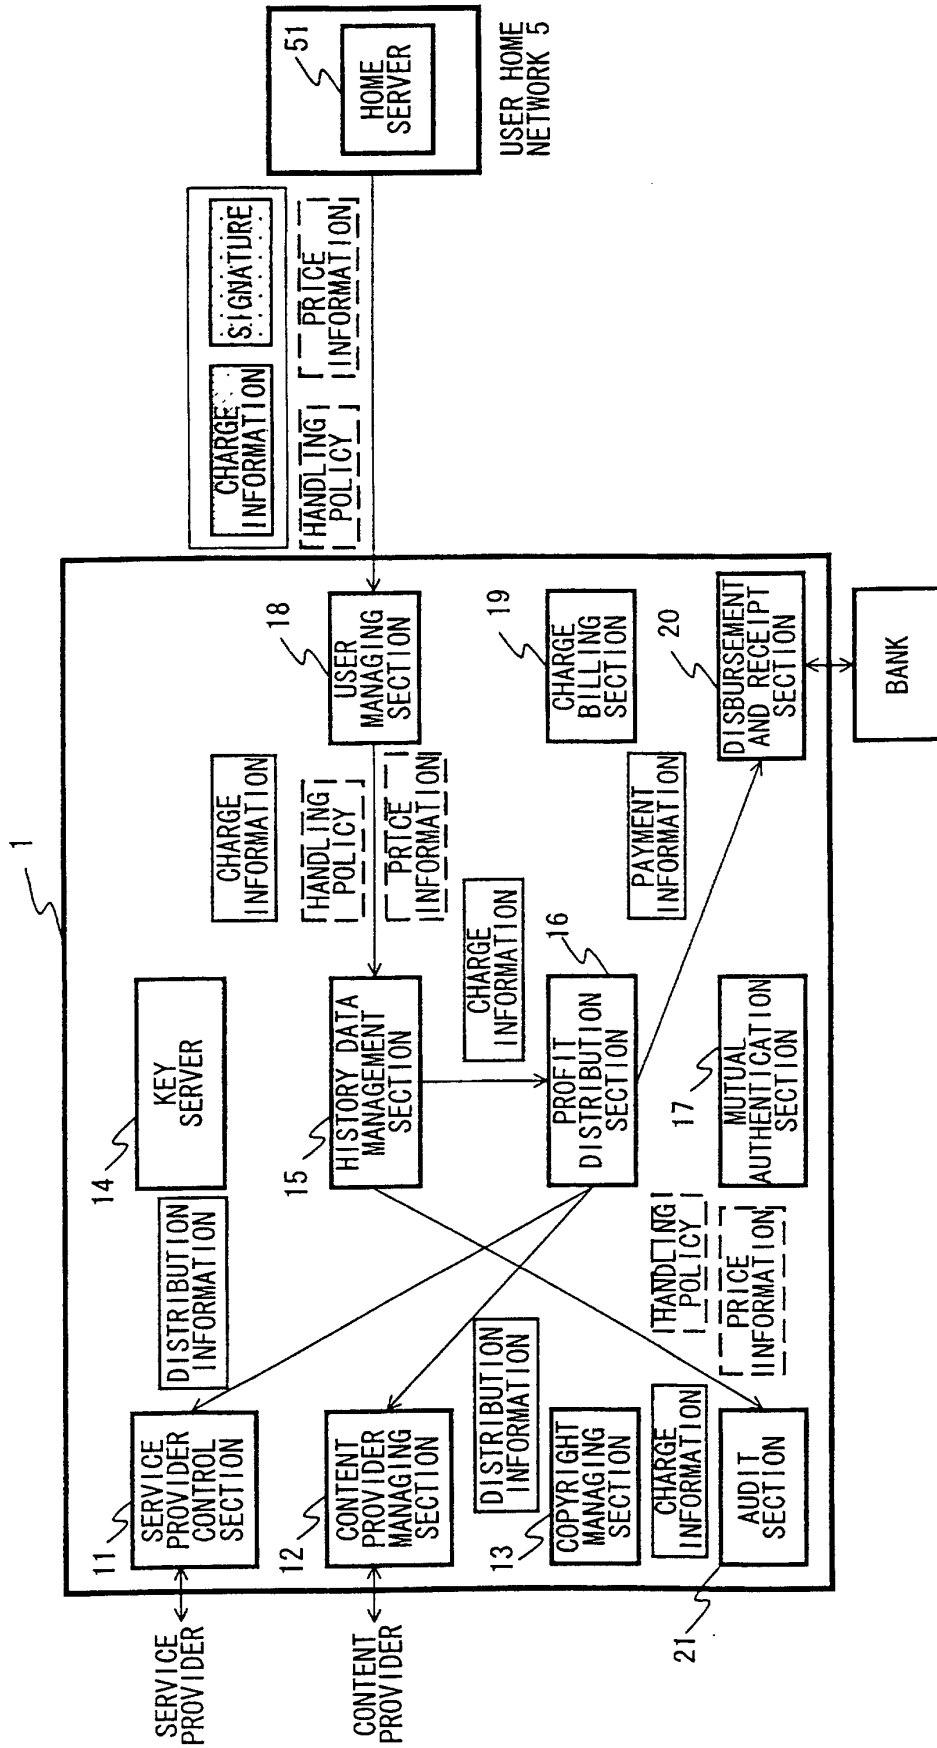 1
SERVICE
PROVIDER
CONTENT
PROVIDER
11
SERVICE
PROVIDER
CONTROL
SECTION
DISTRIBUTION
INFORMATION
14
KEY
SERVER
12
CONTENT
PROVIDER
MANAGING
SECTION
DISTRIBUTION
INFORMATION
15
HISTORY DATA
MANAGEMENT
SECTION
CHARGE
INFORMATION
HANDLING
POLICY
PRICE
INFORMATION
18
USER
MANAGING
SECTION
CHARGE
INFORMATION
SIGNATURE
HANDLING
POLICY
PRICE
INFORMATION
51
HOME
SERVER
USER HOME
NETWORK 5
13
COPYRIGHT
MANAGING
SECTION
CHARGE
INFORMATION
16
PROFIT
DISTRIBUTION
SECTION
19
CHARGE
BILLING
SECTION
CHARGE
INFORMATION
HANDLING
POLICY
PRICE
INFORMATION
PAYMENT
INFORMATION
21
AUDIT
SECTION
17
MUTUAL
AUTHENTICATION
SECTION
20
DISBURSEMENT
AND RECEIPT
SECTION
BANK